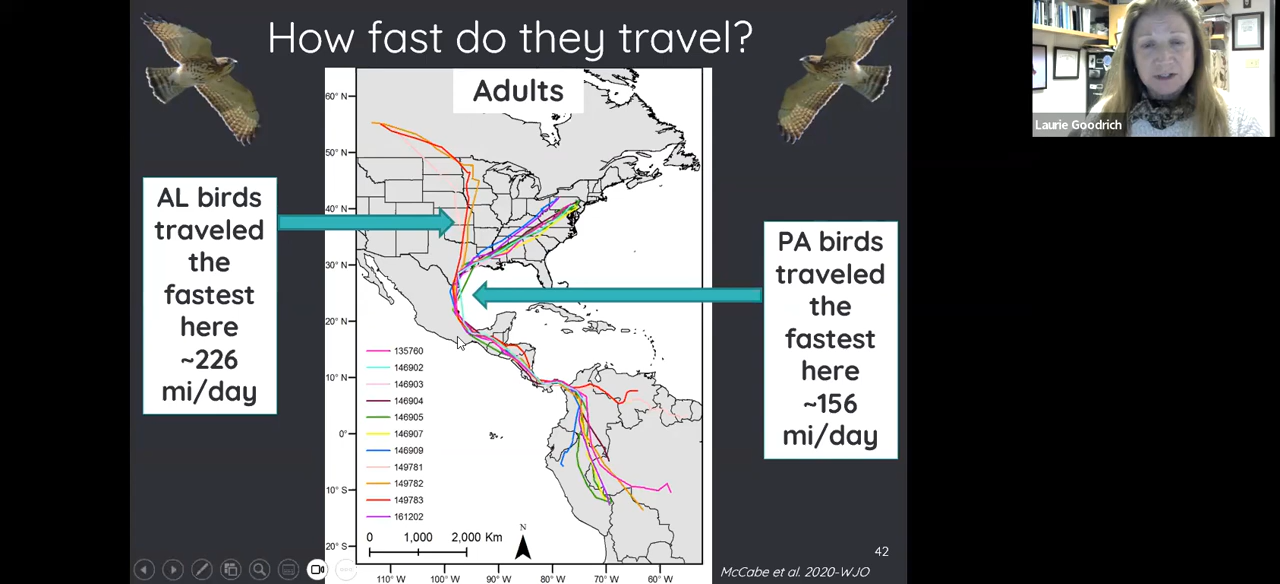 How fast do they travel?
Adults
AL birds
traveled
the
fastest
here
~226
mi/day
PA birds
traveled
the
fastest
here
~156
mi/day
60° N
50° N
40° N
30° N
20° N
10° N
0°
10° S
20° S
135760
146902
146903
146904
146905
146907
146909
149781
149782
149783
161202
0 1,000 2,000 Km
N
110° W 100° W 90° W 80° W 70° W 60° W
42
McCabe et al. 2020-WJO
Laurie Goodrich